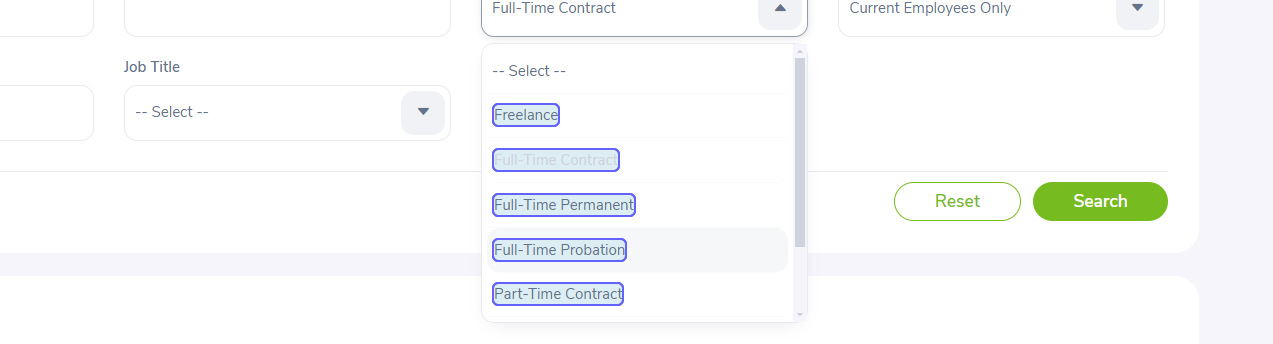 Full-Time Contract
Current Employees Only
-- Select --
Job Title
-- Select --
Freelance
Full-Time Contract
Full-Time Permanent
Full-Time Probation
Part-Time Contract
Reset
Search